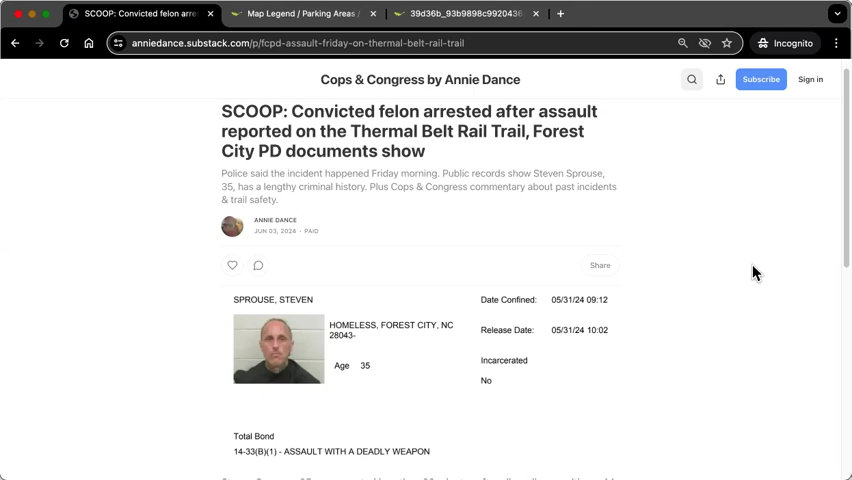 SCOOP: Convicted felon arres
Map Legend / Parking Areas /
39d36b_93b9898c9920436
anniedance.substack.com/p/fcpd-assault-friday-on-thermal-belt-rail-trail
Incognito
Cops & Congress by Annie Dance
Subscribe
Sign in
SCOOP: Convicted felon arrested after assault
reported on the Thermal Belt Rail Trail, Forest
City PD documents show
Police said the incident happened Friday morning. Public records show Steven Sprouse,
35, has a lengthy criminal history. Plus Cops & Congress commentary about past incidents
& trail safety.
ANNIE DANCE
JUN 03, 2024 · PAID
Share
SPROUSE, STEVEN
Date Confined: 05/31/24 09:12
HOMELESS, FOREST CITY, NC
28043-
Release Date: 05/31/24 10:02
Age 35
Incarcerated
No
Total Bond
14-33(B)(1) - ASSAULT WITH A DEADLY WEAPON